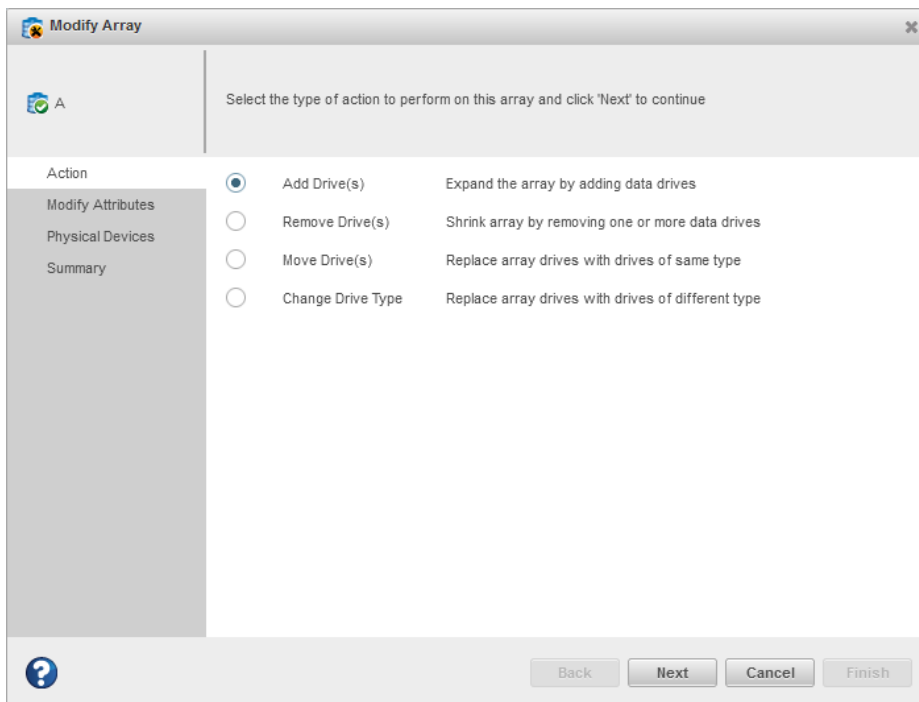 Modify Array
A
Select the type of action to perform on this array and click 'Next' to continue
Action
Modify Attributes
Physical Devices
Summary
Add Drive(s) Expand the array by adding data drives
Remove Drive(s) Shrink array by removing one or more data drives
Move Drive(s) Replace array drives with drives of same type
Change Drive Type Replace array drives with drives of different type
? Back Next Cancel Finish